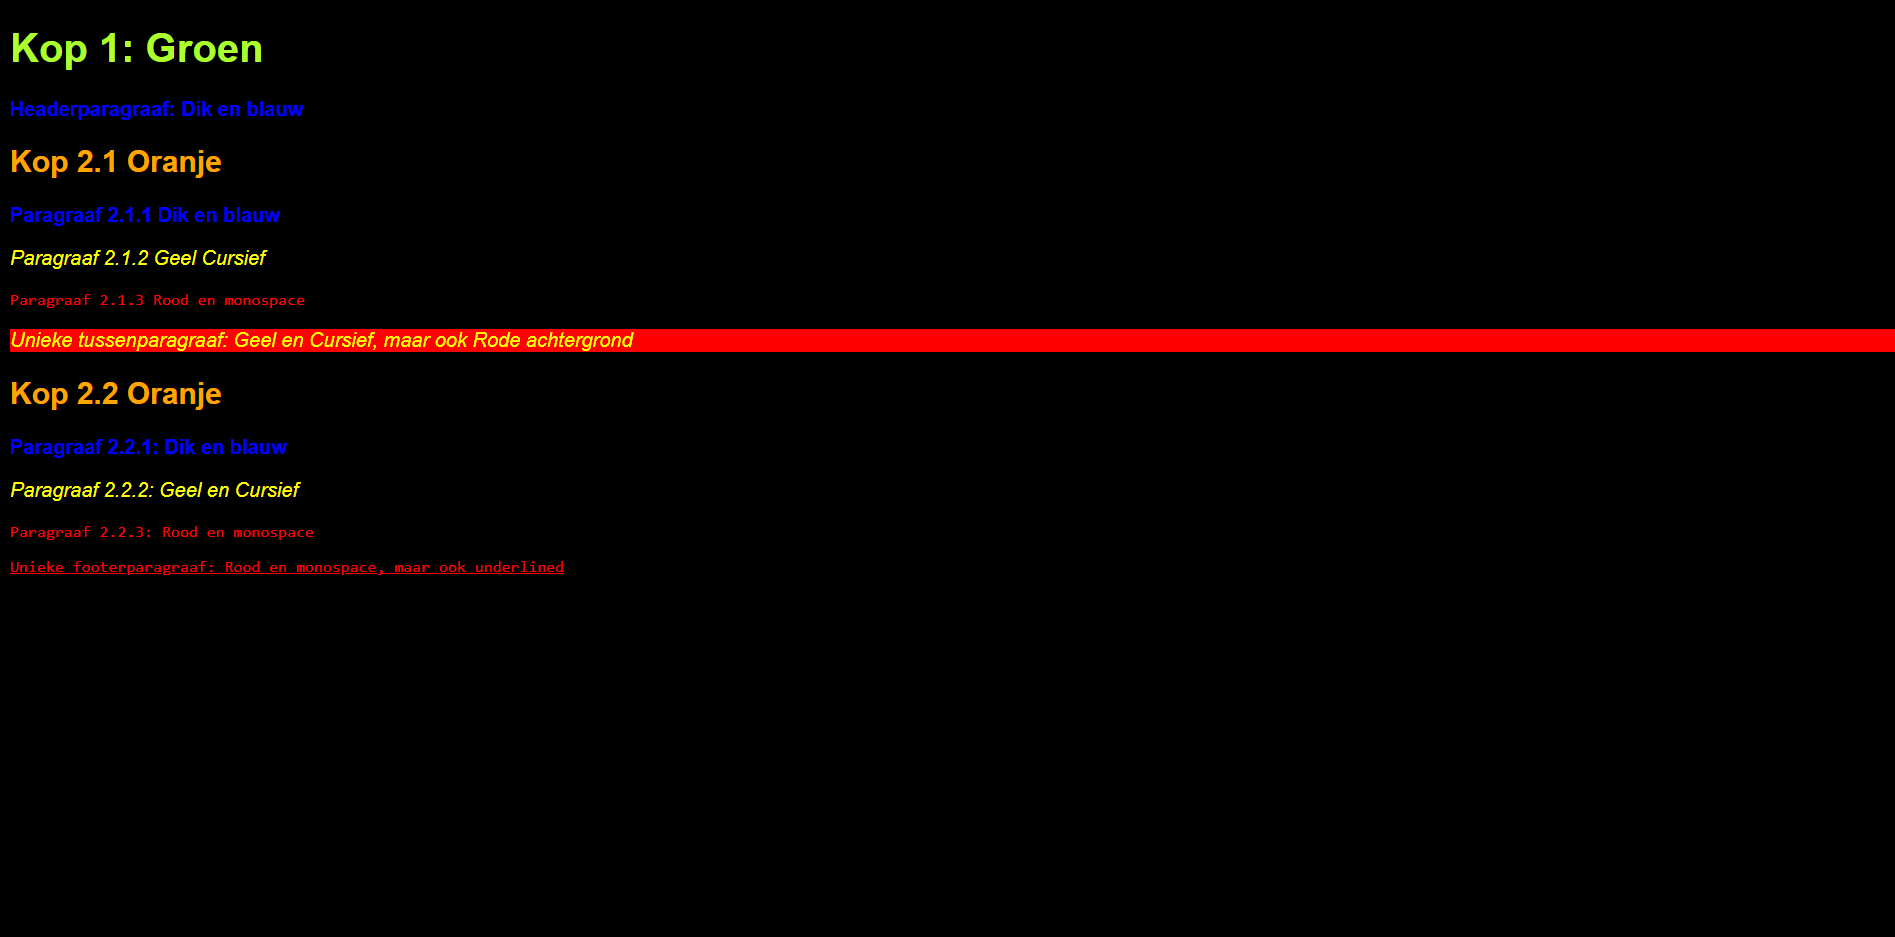 Kop 1: Groen
Headerparagraaf: Dik en blauw
Kop 2.1 Oranje
Paragraaf 2.1.1 Dik en blauw
Paragraaf 2.1.2 Geel Cursief
Paragraaf 2.1.3 Rood en monospace
Unieke tussenparagraaf: Geel en Cursief, maar ook Rode achtergrond
Kop 2.2 Oranje
Paragraaf 2.2.1: Dik en blauw
Paragraaf 2.2.2: Geel en Cursief
Paragraaf 2.2.3: Rood en monospace
Unieke footerparagraaf: Rood en monospace, maar ook underlined